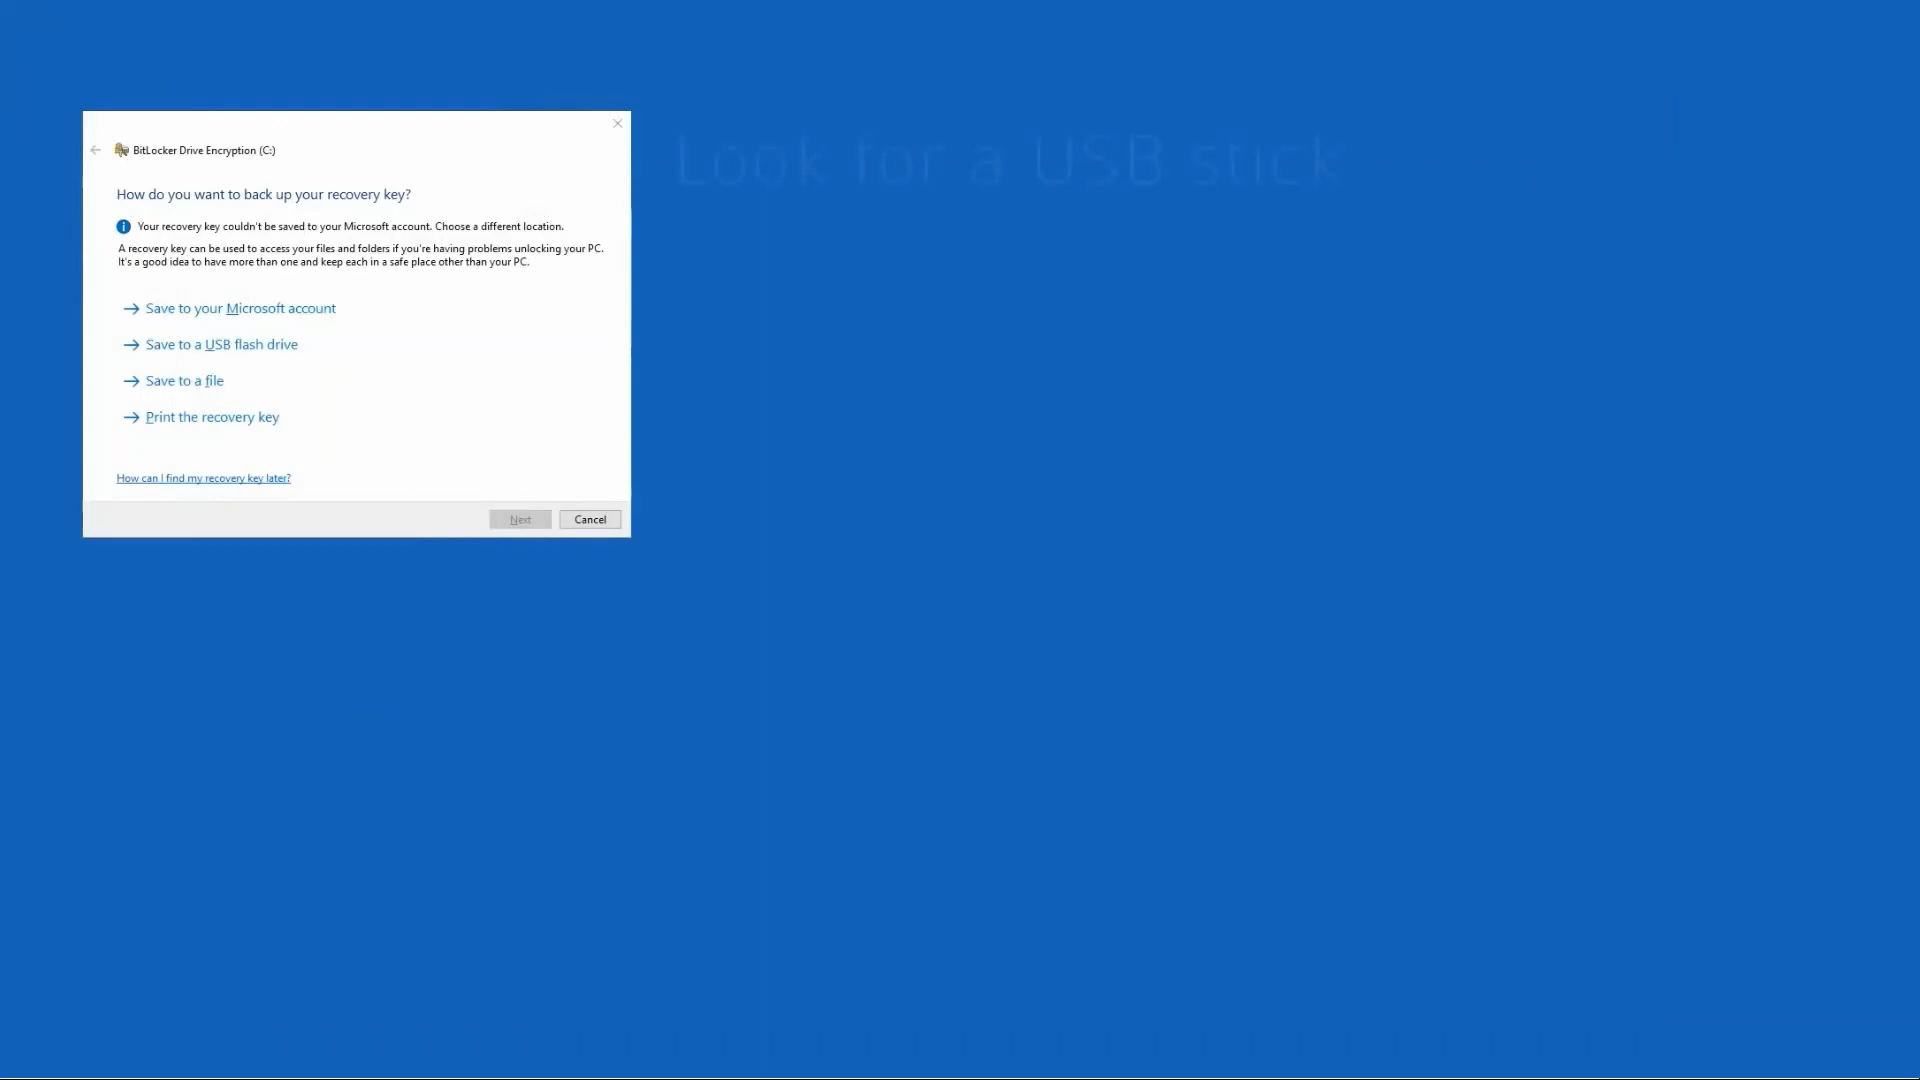 BitLocker Drive Encryption (C:)
Look for a USB stick
How do you want to back up your recovery key?
Your recovery key couldn't be saved to your Microsoft account. Choose a different location.
A recovery key can be used to access your files and folders if you're having problems unlocking your PC.
It's a good idea to have more than one and keep each in a safe place other than your PC.
Save to your Microsoft account
Save to a USB flash drive
Save to a file
Print the recovery key
How can I find my recovery key later?
Next
Cancel